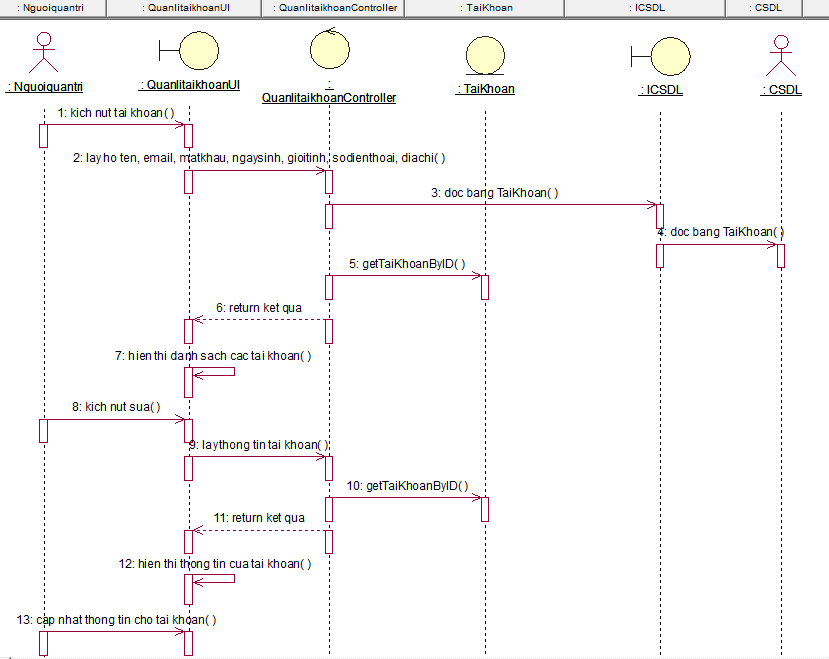 : Nguoiquantri
: QuanlitaikhoanUI
: QuanlitaikhoanController
: TaiKhoan
: ICSDL
: CSDL
: Nguoiquantri
: QuanlitaikhoanUI
:
QuanlitaikhoanController
: TaiKhoan
: ICSDL
: CSDL
1: kich nut tai khoan( )
2: lay ho ten, email, matkhau, ngaysinh, gioitinh, sodienthoai, diachi( )
3: doc bang TaiKhoan( )
4: doc bang TaiKhoan( )
5: getTaiKhoanByID( )
6: return ket qua
7: hien thi danh sach cac tai khoan( )
8: kich nut sua( )
9: lay thong tin tai khoan( )
10: getTaiKhoanByID( )
11: return ket qua
12: hien thi thong tin cua tai khoan( )
13: cap nhat thong tin cho tai khoan( )